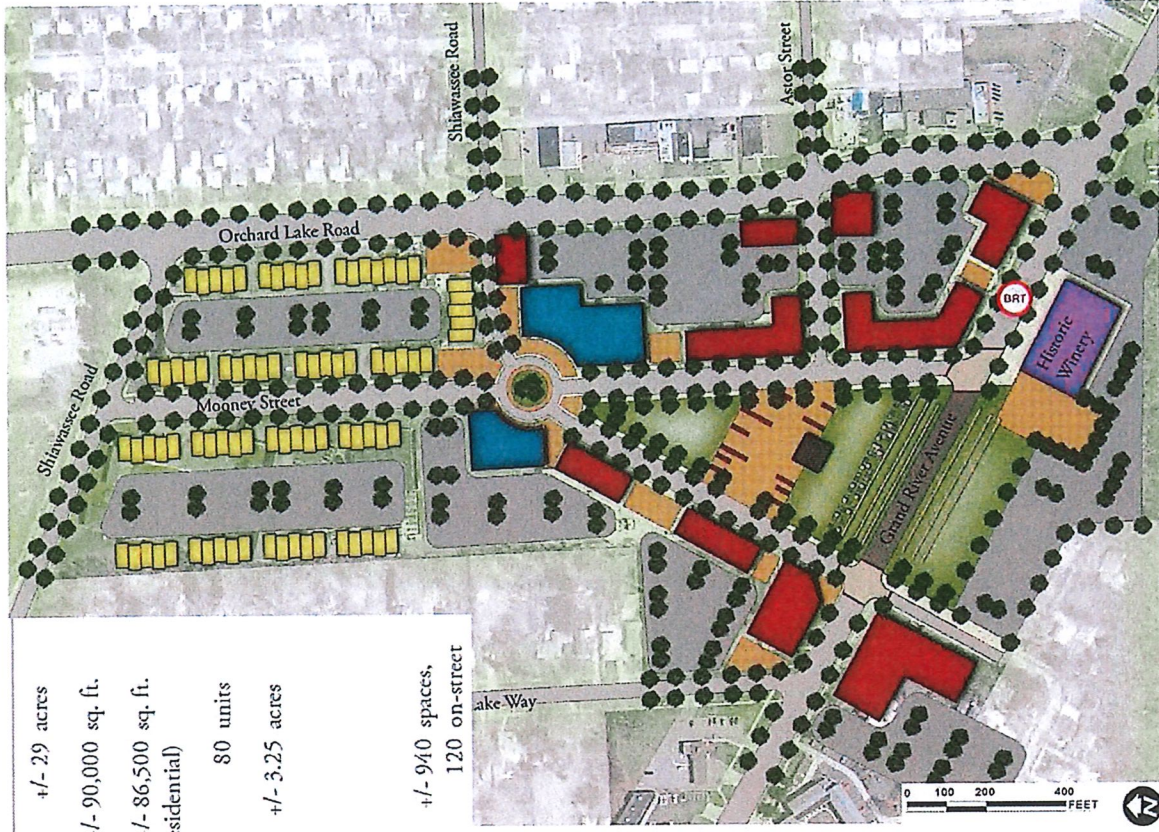 +/- 29 acres
/- 90,000 sq. ft.
/- 86,500 sq. ft.
esidential)
80 units
+/- 3.25 acres
+/- 940 spaces,
120 on-street
Shiawassee Road
Astor Street
Orchard Lake Road
Shiawassee Road
Mooney Street
BRT
Historic
Winery
Grand River Avenue
ake Way
0 100 200 400
FEET
N